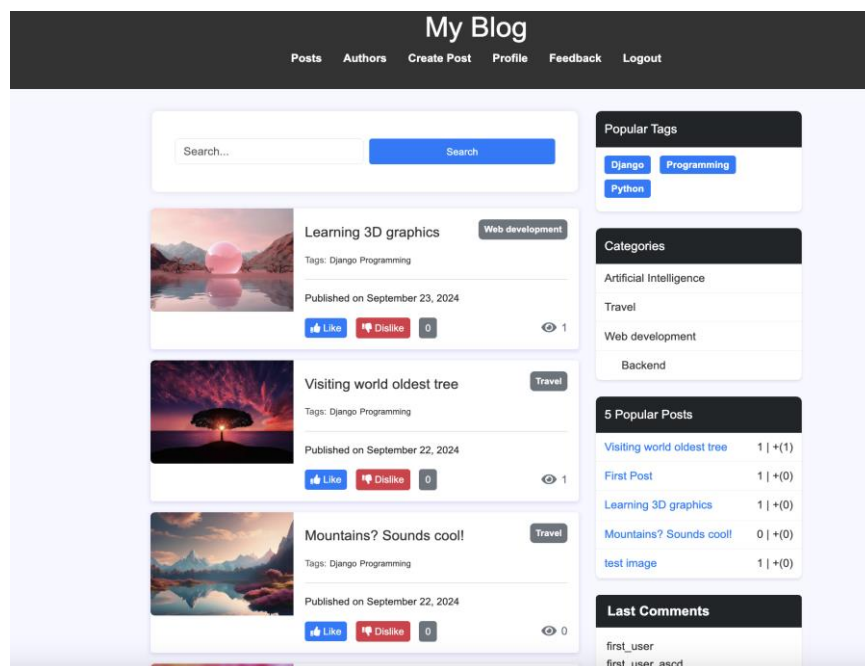 My Blog
Posts Authors Create Post Profile Feedback Logout
Search... Search
Learning 3D graphics Web development
Tags: Django Programming
Published on September 23, 2024
Like Dislike 0 1
Visiting world oldest tree Travel
Tags: Django Programming
Published on September 22, 2024
Like Dislike 0 1
Mountains? Sounds cool! Travel
Tags: Django Programming
Published on September 22, 2024
Like Dislike 0 0
Popular Tags
Django Programming
Python
Categories
Artificial Intelligence
Travel
Web development
Backend
5 Popular Posts
Visiting world oldest tree 1 | +(1)
First Post 1 | +(0)
Learning 3D graphics 1 | +(0)
Mountains? Sounds cool! 0 | +(0)
test image 1 | +(0)
Last Comments
first_user
first_user ascd